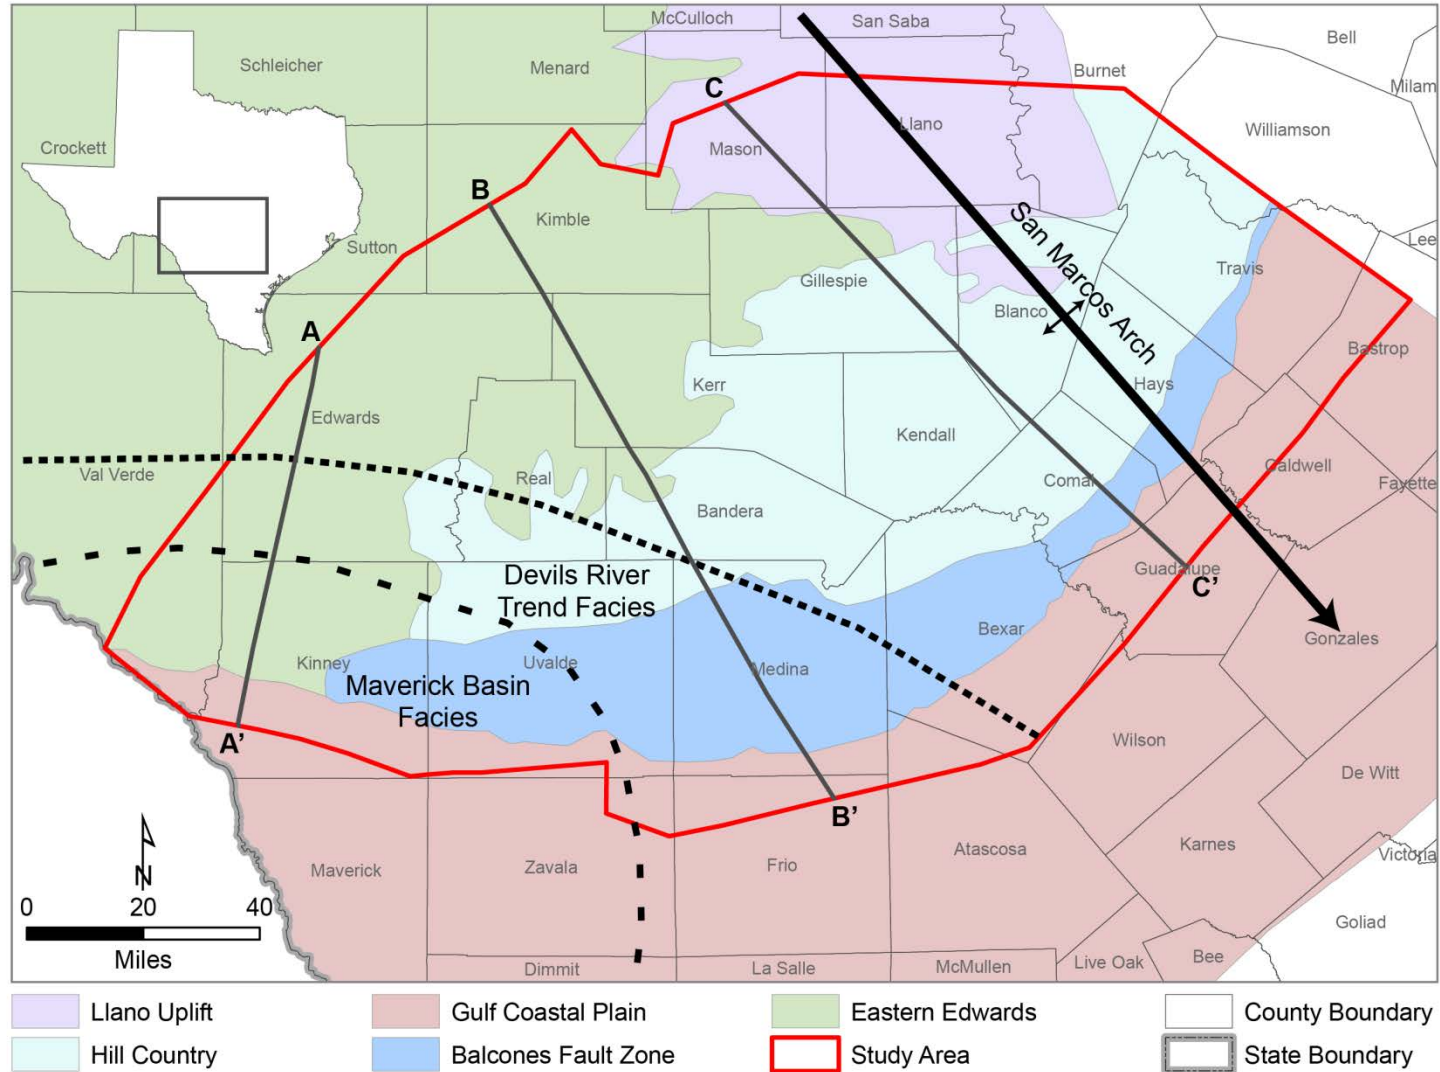 McCulloch
San Saba
Bell
Schleicher
Menard
Burnet
Milam
C
Llano
Williamson
Crockett
Mason
B
Kimble
San Marcos Arch
Sutton
Lee
Travis
Gillespie
Blanco
A
Bastrop
Kerr
Hays
Edwards
Kendall
Val Verde
Real
Comal
Caldwell
Fayette
Bandera
Devils River
Trend Facies
Guadalupe
C’
Bexar
Gonzales
Kinney
Uvalde
Medina
Maverick Basin
Facies
A’
Wilson
De Witt
B’
N
Maverick
Zavala
Frio
Atascosa
Karnes
Victoria
0 20 40
Miles
Goliad
Dimmit
La Salle
McMullen
Live Oak
Bee
Llano Uplift
Gulf Coastal Plain
Eastern Edwards
County Boundary
Hill Country
Balcones Fault Zone
Study Area
State Boundary